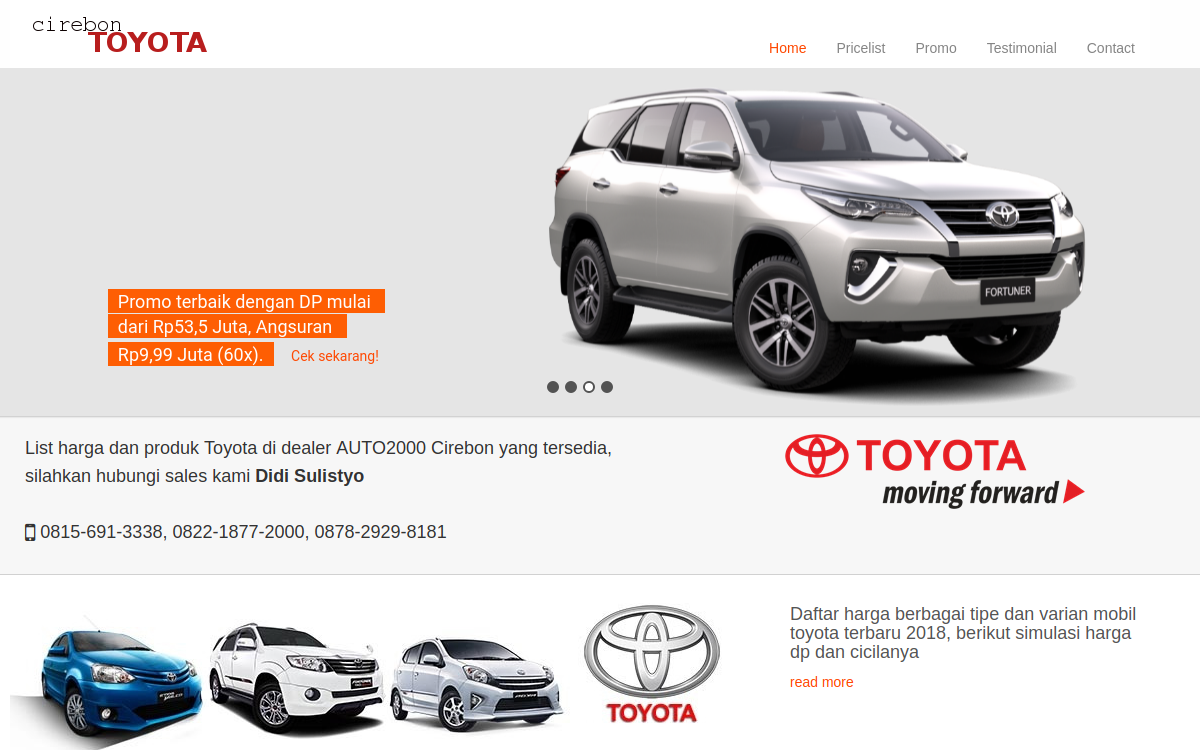 cirebon
TOYOTA
Home Pricelist Promo Testimonial Contact
FORTUNER
Promo terbaik dengan DP mulai
dari Rp53,5 Juta, Angsuran
Rp9,99 Juta (60x). Cek sekarang!
List harga dan produk Toyota di dealer AUTO2000 Cirebon yang tersedia,
silahkan hubungi sales kami Didi Sulistyo
0815-691-3338, 0822-1877-2000, 0878-2929-8181
TOYOTA
moving forward
TOYOTA
Daftar harga berbagai tipe dan varian mobil
toyota terbaru 2018, berikut simulasi harga
dp dan cicilanya
read more